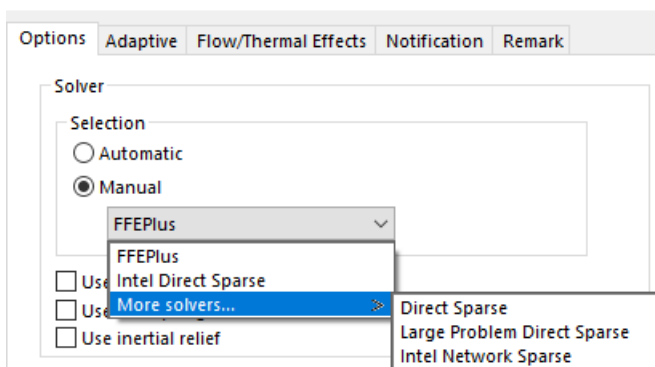 Options Adaptive Flow/Thermal Effects Notification Remark
Solver
Selection
Automatic
Manual
FFEPlus
FFEPlus
Intel Direct Sparse
More solvers...
Direct Sparse
Large Problem Direct Sparse
Intel Network Sparse
Use inertial relief